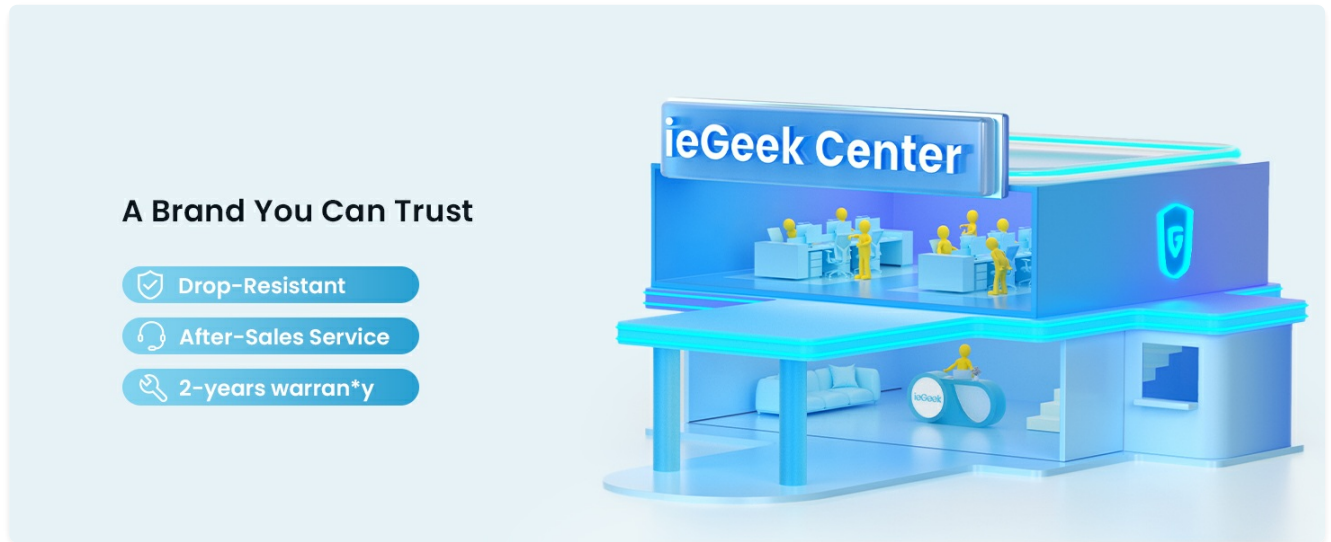 ieGeek Center
A Brand You Can Trust
Drop-Resistant
After-Sales Service
2-years warran*y
ieGeek
G